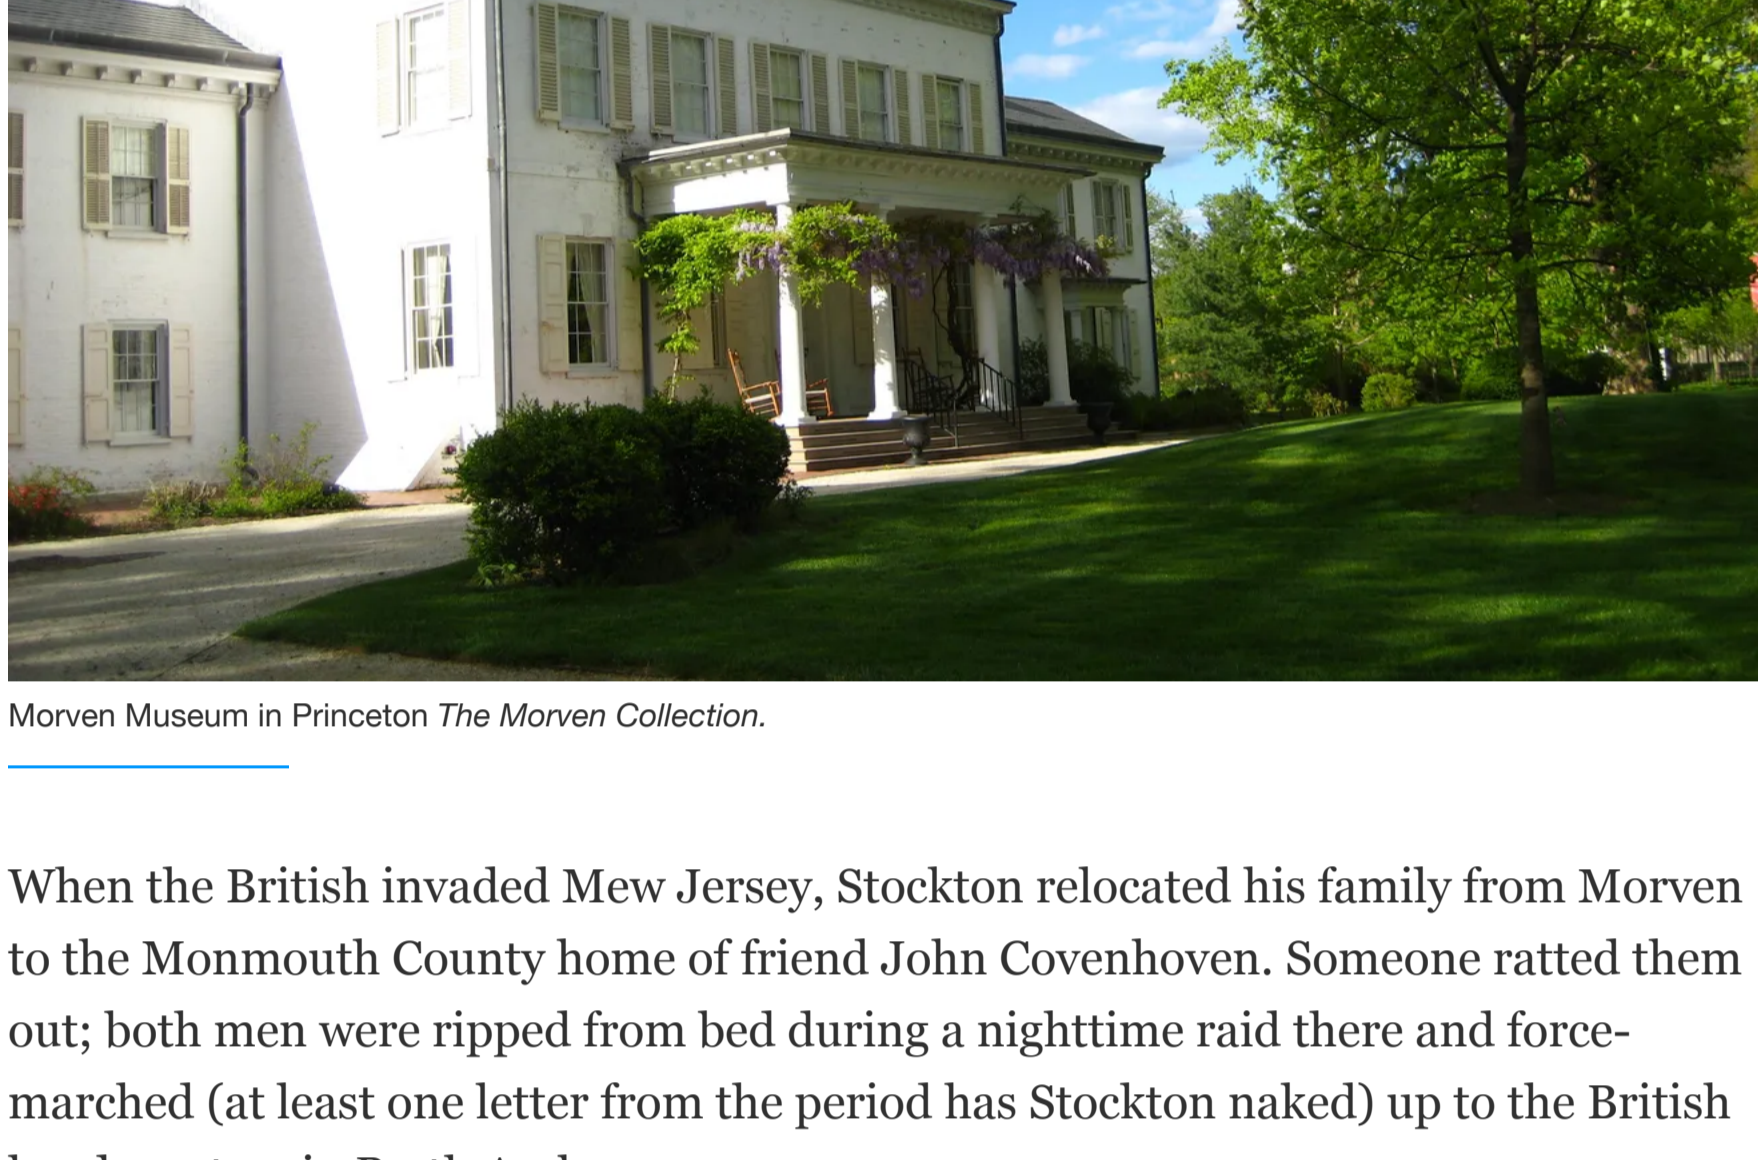 Morven Museum in Princeton The Morven Collection.
When the British invaded Mew Jersey, Stockton relocated his family from Morven
to the Monmouth County home of friend John Covenhoven. Someone ratted them
out; both men were ripped from bed during a nighttime raid there and force-
marched (at least one letter from the period has Stockton naked) up to the British